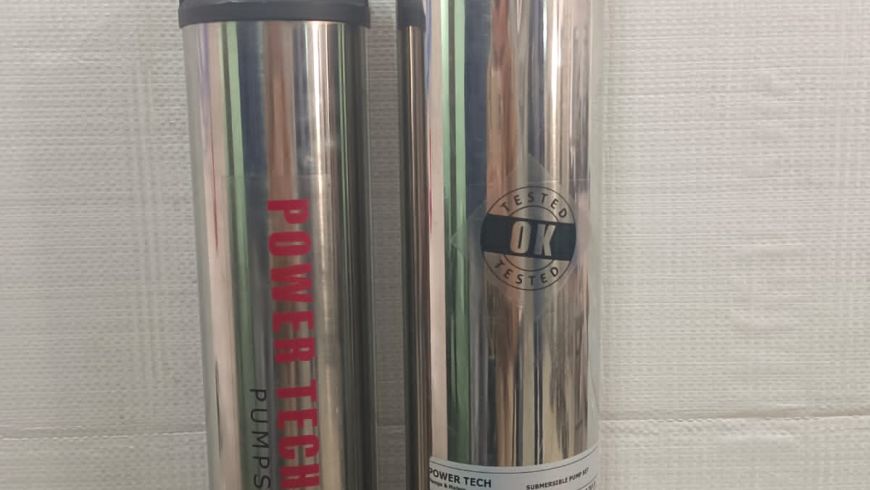 POWER TECH
PUMPS
TESTED
OK
TESTED
POWER TECH
SUBMERSIBLE PUMP SET